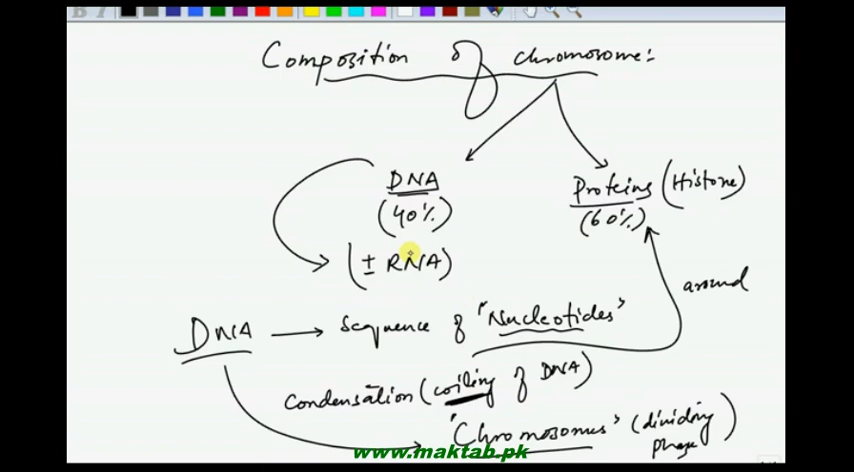 Composition of chromosome:
DNA
Proteins (Histone)
(40%)
(60%)
(± RNA)
around
DNA → Sequence of "Nucleotides"
Condensation (coiling of DNA)
"Chromosomes" (dividing phase)
www.maktab.pk